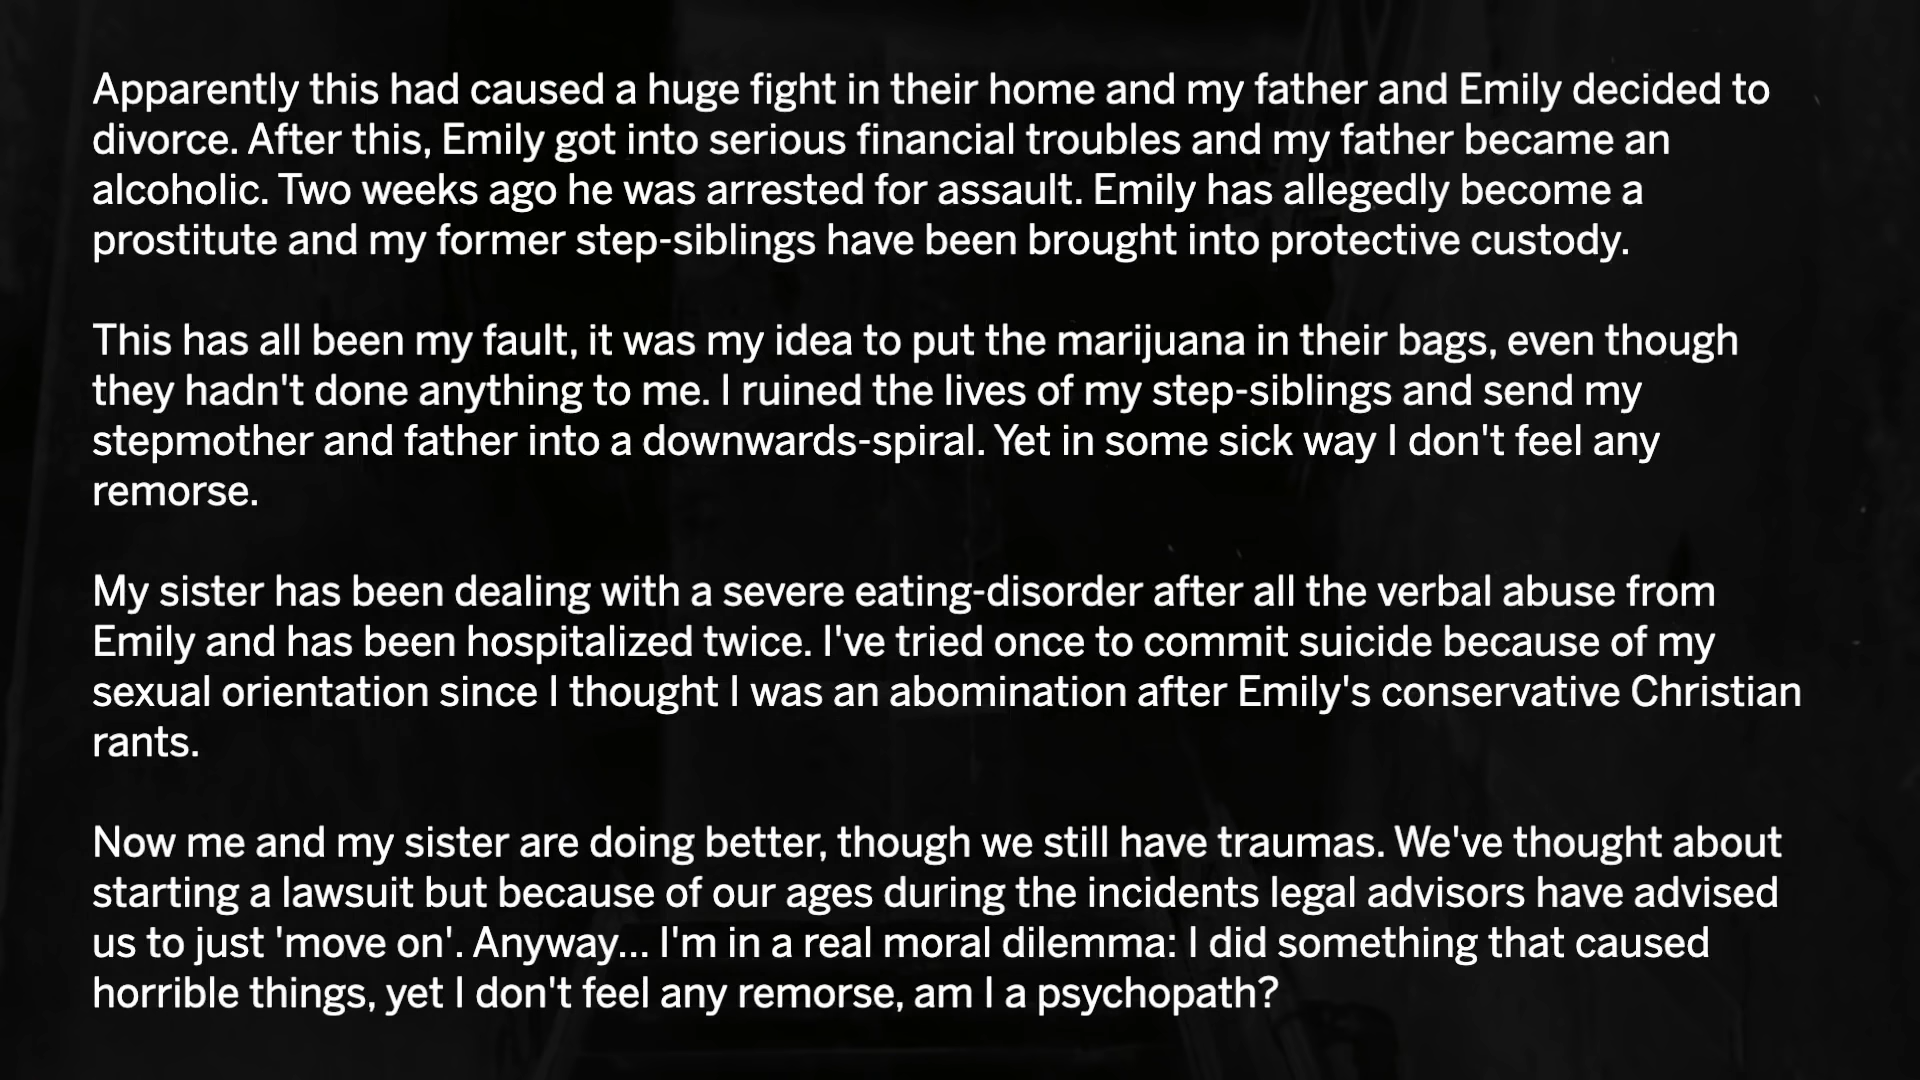 Apparently this had caused a huge fight in their home and my father and Emily decided to
divorce. After this, Emily got into serious financial troubles and my father became an
alcoholic. Two weeks ago he was arrested for assault. Emily has allegedly become a
prostitute and my former step-siblings have been brought into protective custody.
This has all been my fault, it was my idea to put the marijuana in their bags, even though
they hadn't done anything to me. I ruined the lives of my step-siblings and send my
stepmother and father into a downwards-spiral. Yet in some sick way I don't feel any
remorse.
My sister has been dealing with a severe eating-disorder after all the verbal abuse from
Emily and has been hospitalized twice. I've tried once to commit suicide because of my
sexual orientation since I thought I was an abomination after Emily's conservative Christian
rants.
Now me and my sister are doing better, though we still have traumas. We've thought about
starting a lawsuit but because of our ages during the incidents legal advisors have advised
us to just 'move on'. Anyway... I'm in a real moral dilemma: I did something that caused
horrible things, yet I don't feel any remorse, am I a psychopath?